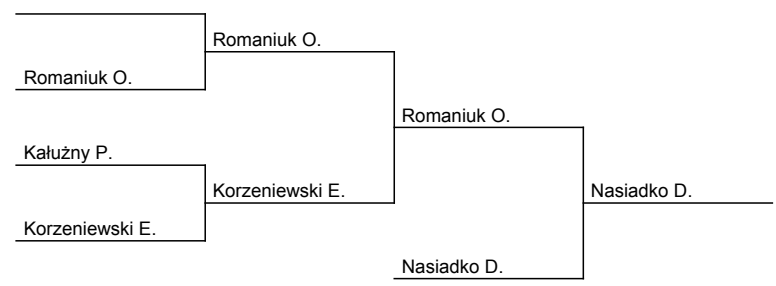 Romaniuk O.
Romaniuk O.
Romaniuk O.
Kałużny P.
Korzeniewski E.
Nasiadko D.
Korzeniewski E.
Nasiadko D.